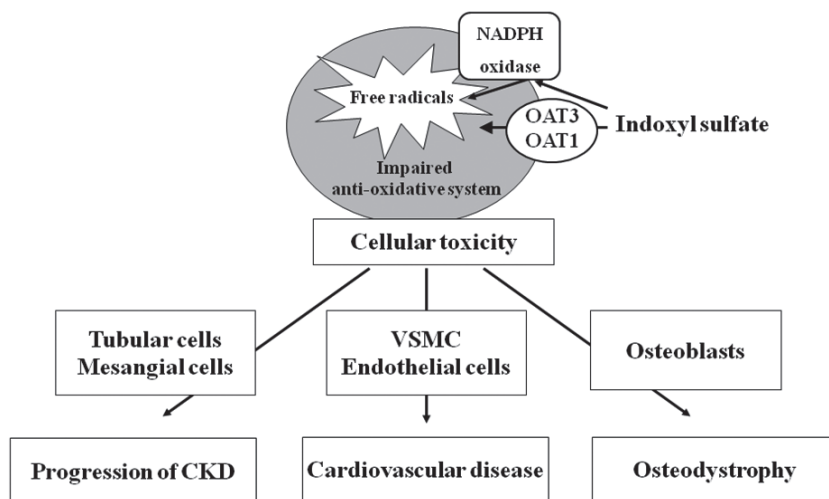 NADPH
oxidase
Free radicals
OAT3
OAT1
Indoxyl sulfate
Impaired
anti-oxidative system
Cellular toxicity
Tubular cells
Mesangial cells
VSMC
Endothelial cells
Osteoblasts
Progression of CKD
Cardiovascular disease
Osteodystrophy